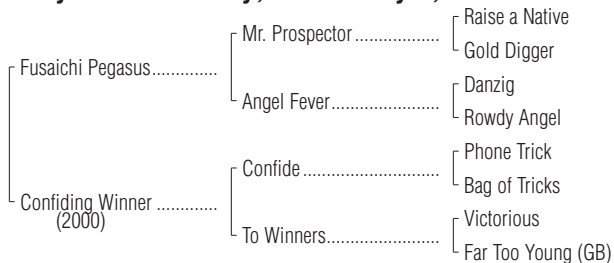 Raise a Native
Mr. Prospector..................
Gold Digger
Fusaichi Pegasus..............
Danzig
Angel Fever.......................
Rowdy Angel
Phone Trick
Confide .............................
Bag of Tricks
Confiding Winner .............
(2000)
Victorious
To Winners........................
Far Too Young (GB)